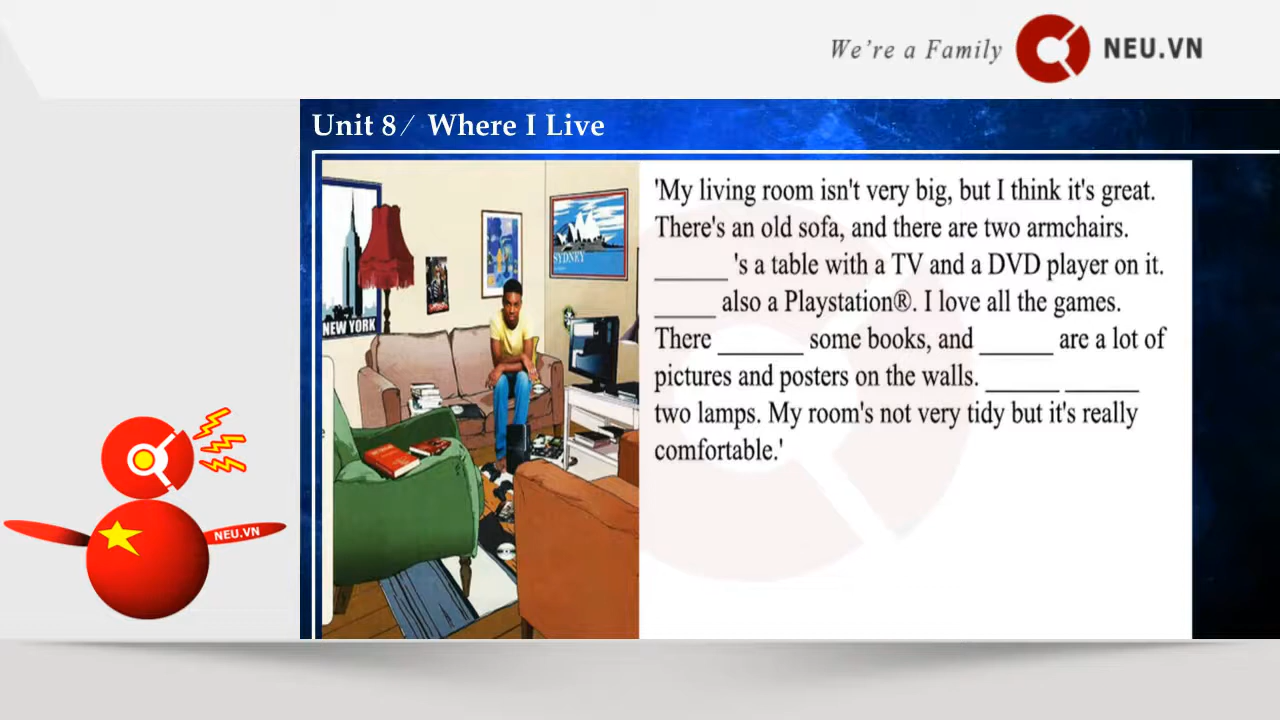 We're a Family
NEU.VN
Unit 8/ Where I Live
NEW YORK
SYDNEY
NEU.VN
'My living room isn't very big, but I think it's great.
There's an old sofa, and there are two armchairs.
______ 's a table with a TV and a DVD player on it.
_____ also a Playstation®. I love all the games.
There _______ some books, and ______ are a lot of
pictures and posters on the walls. ______ ______
two lamps. My room's not very tidy but it's really
comfortable.'